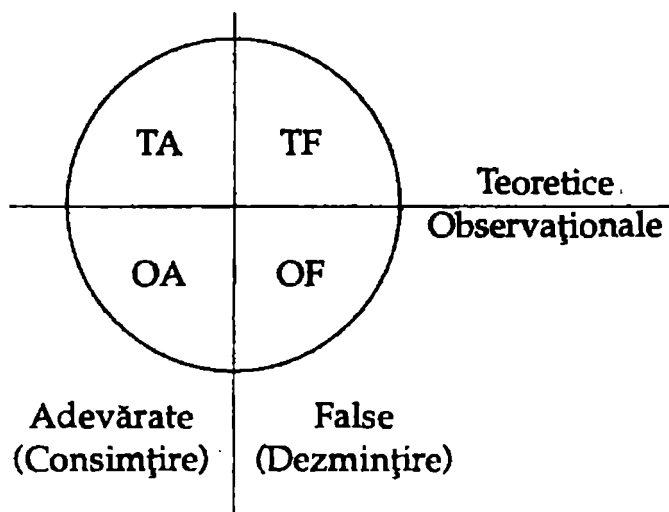 TA TF
Teoretice
Observaţionale
OA OF
Adevărate False
(Consimţire) (Dezminţire)